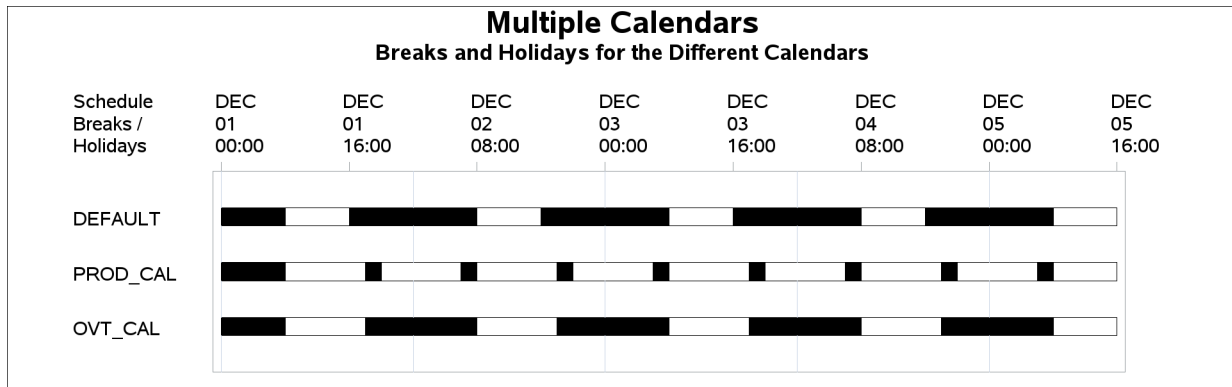 Multiple Calendars
Breaks and Holidays for the Different Calendars
Schedule DEC DEC DEC DEC DEC DEC DEC DEC
Breaks / 01 01 02 03 03 04 05 05
Holidays 00:00 16:00 08:00 00:00 16:00 08:00 00:00 16:00
DEFAULT
PROD_CAL
OVT_CAL